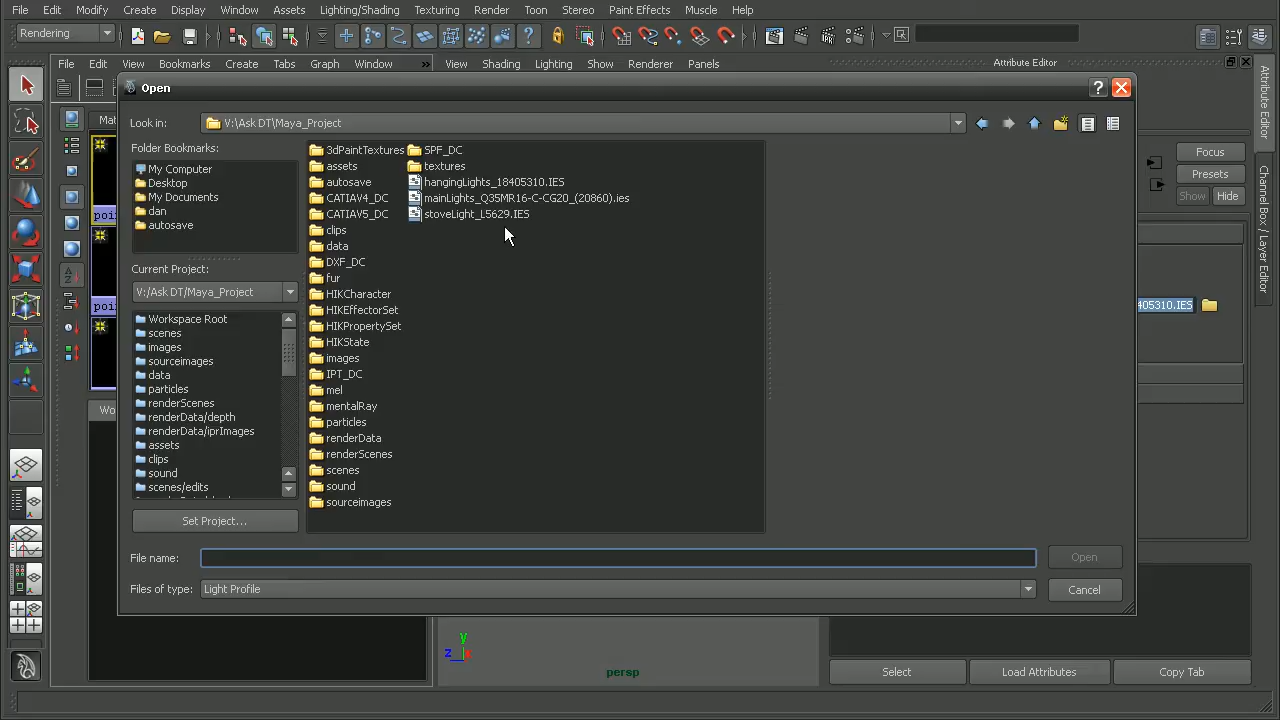 File Edit Modify Create Display Window Assets Lighting/Shading Texturing Render Toon Stereo Paint Effects Muscle Help
Rendering
File Edit View Bookmarks Create Tabs Graph Window » View Shading Lighting Show Renderer Panels Attribute Editor
Open
Look in: V:\Ask DT\Maya_Project
Folder Bookmarks:
My Computer
Desktop
My Documents
dan
autosave
Current Project:
V:/Ask DT/Maya_Project
Workspace Root
scenes
images
sourceimages
data
particles
renderScenes
renderData/depth
renderData/iprImages
assets
clips
sound
scenes/edits
Set Project...
3dPaintTextures
assets
autosave
CATIAV4_DC
CATIAV5_DC
clips
data
DXF_DC
fur
HIKCharacter
HIKEffectorSet
HIKPropertySet
HIKState
images
IPT_DC
mel
mentalRay
particles
renderData
renderScenes
scenes
sound
sourceimages
SPF_DC
textures
hangingLights_18405310.IES
mainLights_Q35MR16-C-CG20_(20860).ies
stoveLight_L5629.IES
File name:
Open
Files of type: Light Profile
Cancel
Mat
poi
poi
Wo
Focus
Presets
Show Hide
405310.IES
Attribute Editor
Channel Box / Layer Editor
y
z x
persp
Select Load Attributes Copy Tab